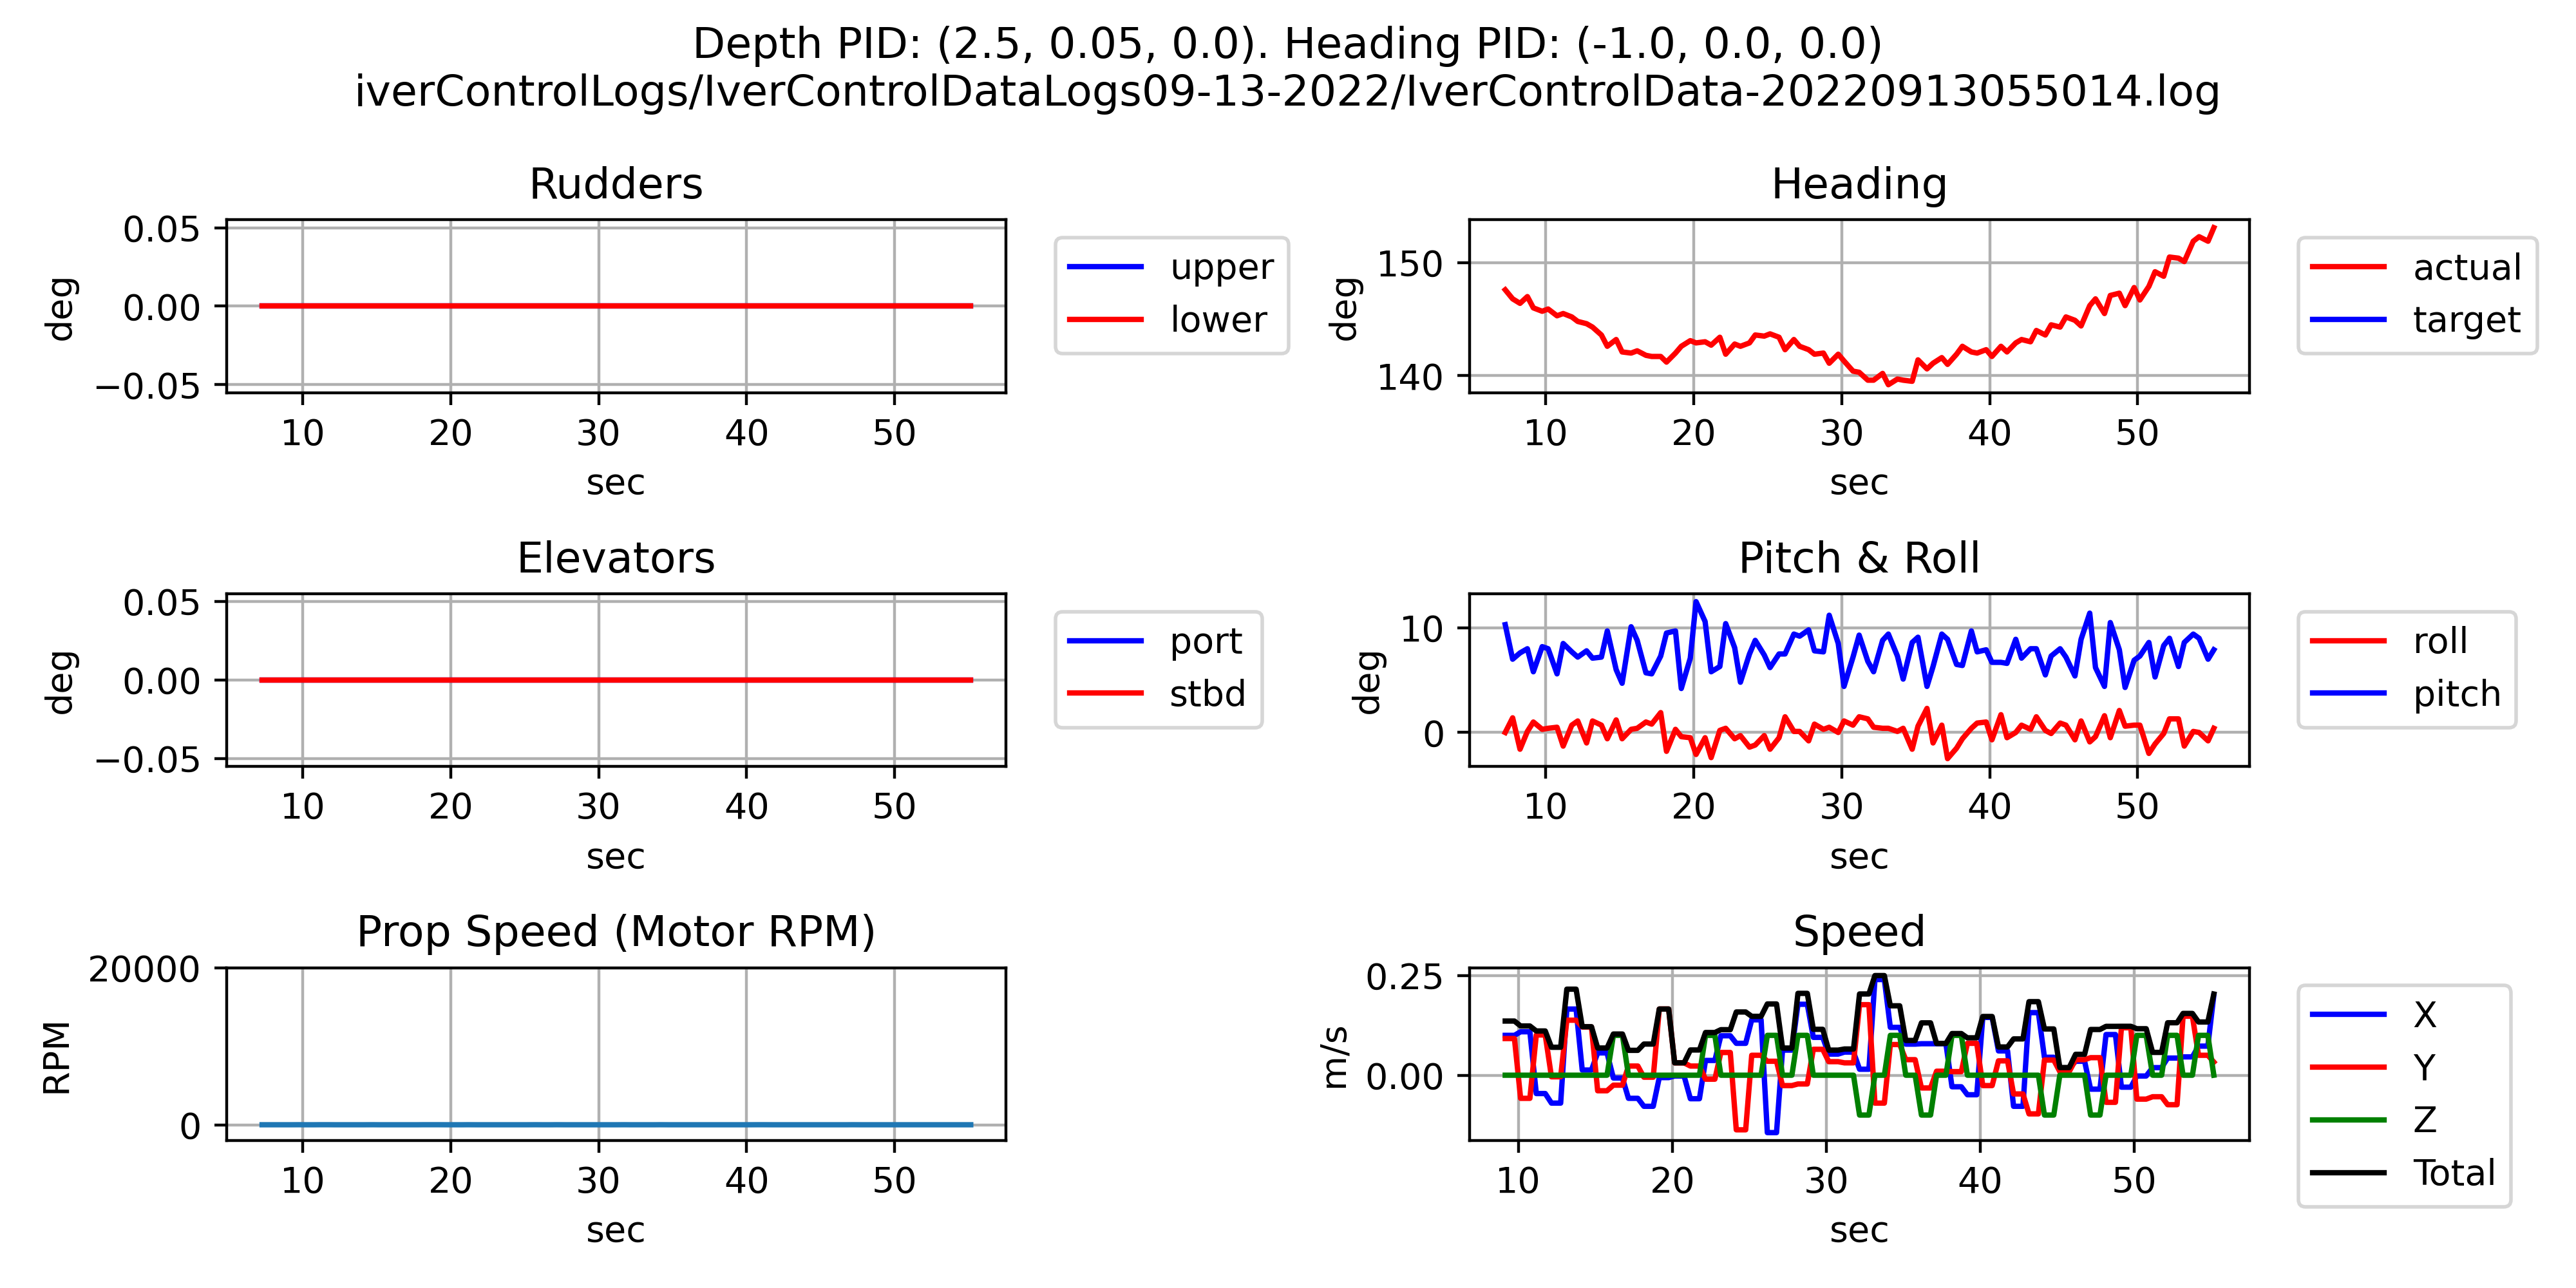 Depth PID: (2.5, 0.05, 0.0). Heading PID: (-1.0, 0.0, 0.0)
iverControlLogs/IverControlDataLogs09-13-2022/IverControlData-20220913055014.log
Rudders
0.05
0.00
−0.05
deg
10 20 30 40 50
sec
upper
lower
Heading
150
140
deg
10 20 30 40 50
sec
actual
target
Elevators
0.05
0.00
−0.05
deg
10 20 30 40 50
sec
port
stbd
Pitch & Roll
10
0
deg
10 20 30 40 50
sec
roll
pitch
Prop Speed (Motor RPM)
20000
0
RPM
10 20 30 40 50
sec
Speed
0.25
0.00
m/s
10 20 30 40 50
sec
X
Y
Z
Total